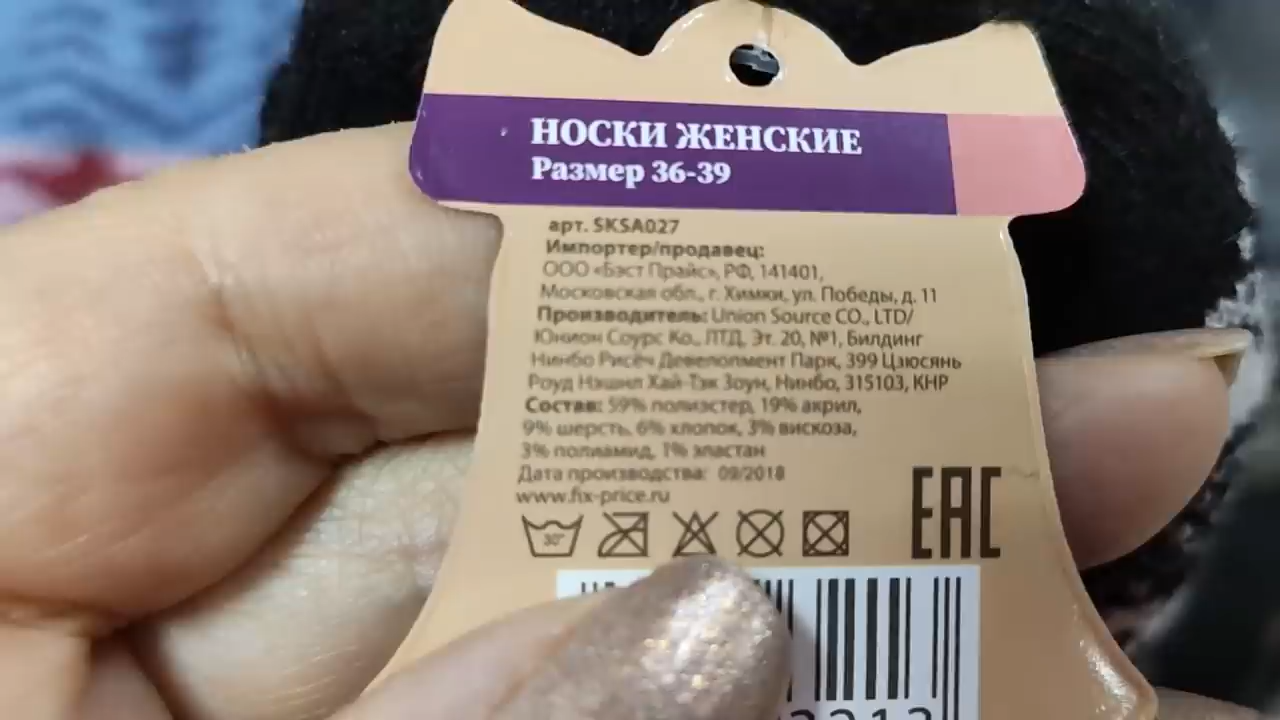 НОСКИ ЖЕНСКИЕ
Размер 36-39
арт. SKSA027
Импортер/продавец:
ООО «Бэст Прайс», РФ, 141401,
Московская обл., г. Химки, ул. Победы, д. 11
Производитель: Union Source CO., LTD/
Юнион Соурс Ко., ЛТД, Эт. 20, №1, Билдинг
Нинбо Рисёч Девелопмент Парк, 399 Цзюсянь
Роуд Нэшнл Хай-Тэк Зоун, Нинбо, 315103, КНР
Состав: 59% полиэстер, 19% акрил,
9% шерсть, 6% хлопок, 3% вискоза,
3% полиамид, 1% эластан
Дата производства: 09/2018
www.fix-price.ru
30°
EAC